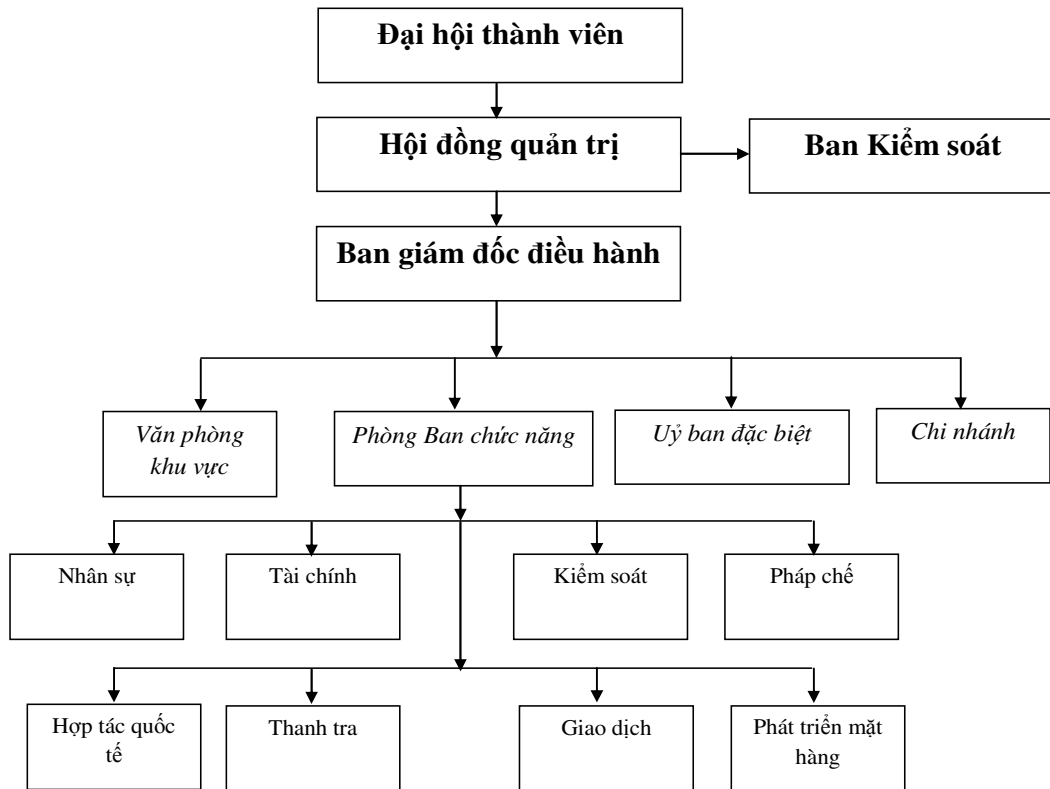 Đại hội thành viên
Hội đồng quản trị
Ban Kiểm soát
Ban giám đốc điều hành
Văn phòng
khu vực
Phòng Ban chức năng
Uỷ ban đặc biệt
Chi nhánh
Nhân sự
Tài chính
Kiểm soát
Pháp chế
Hợp tác quốc
tế
Thanh tra
Giao dịch
Phát triển mặt
hàng